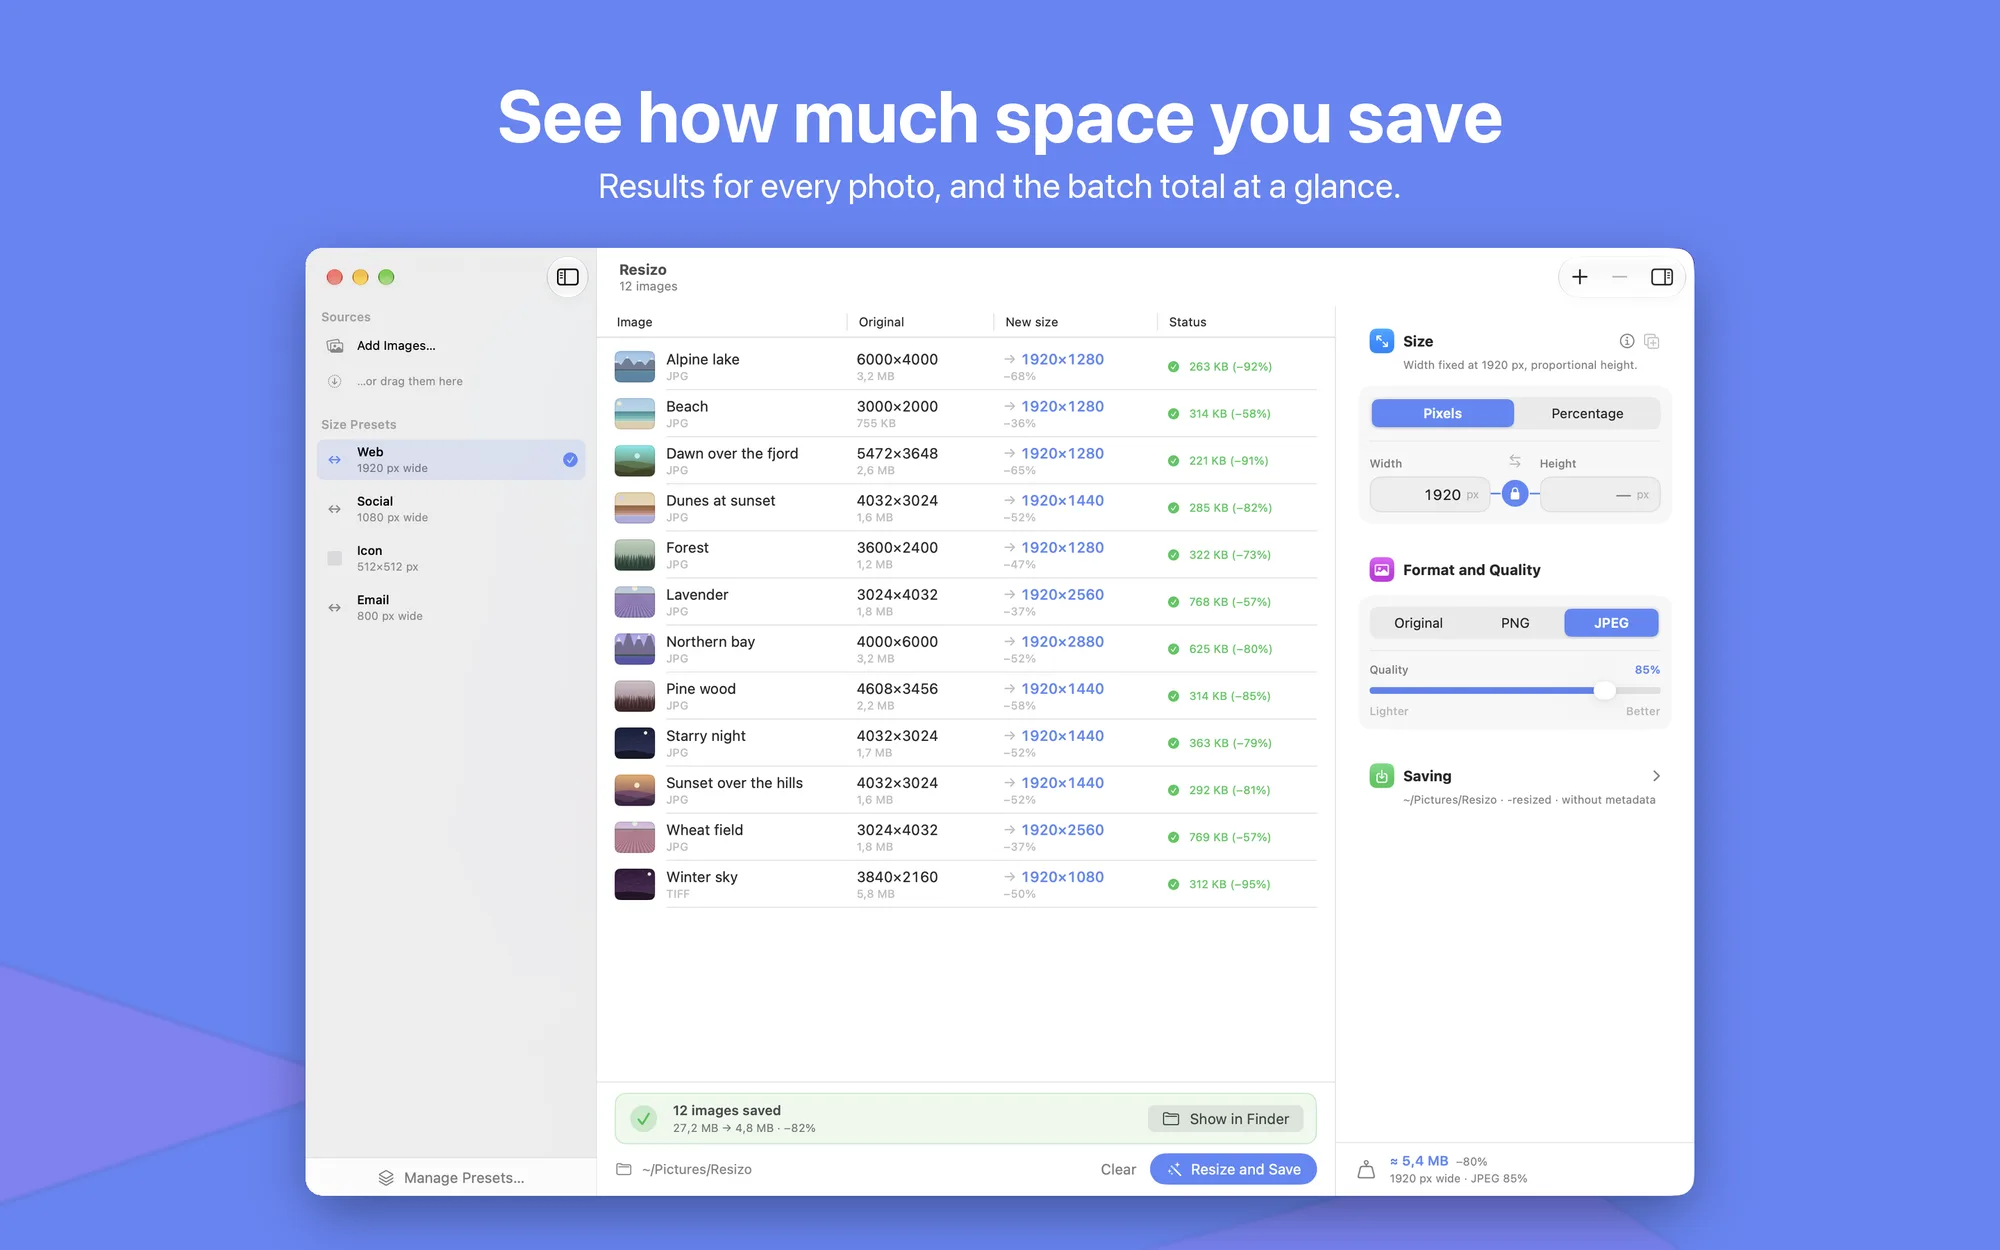 See how much space you save
Results for every photo, and the batch total at a glance.
Sources
Add Images...
...or drag them here
Size Presets
Web
1920 px wide
Social
1080 px wide
Icon
512×512 px
Email
800 px wide
Manage Presets...
Resizo
12 images
Image Original New size Status
Alpine lake 6000×4000 → 1920×1280 263 KB (−92%)
JPG 3,2 MB −68%
Beach 3000×2000 → 1920×1280 314 KB (−58%)
JPG 755 KB −36%
Dawn over the fjord 5472×3648 → 1920×1280 221 KB (−91%)
JPG 2,6 MB −65%
Dunes at sunset 4032×3024 → 1920×1440 285 KB (−82%)
JPG 1,6 MB −52%
Forest 3600×2400 → 1920×1280 322 KB (−73%)
JPG 1,2 MB −47%
Lavender 3024×4032 → 1920×2560 768 KB (−57%)
JPG 1,8 MB −37%
Northern bay 4000×6000 → 1920×2880 625 KB (−80%)
JPG 3,2 MB −52%
Pine wood 4608×3456 → 1920×1440 314 KB (−85%)
JPG 2,2 MB −58%
Starry night 4032×3024 → 1920×1440 363 KB (−79%)
JPG 1,7 MB −52%
Sunset over the hills 4032×3024 → 1920×1440 292 KB (−81%)
JPG 1,6 MB −52%
Wheat field 3024×4032 → 1920×2560 769 KB (−57%)
JPG 1,8 MB −37%
Winter sky 3840×2160 → 1920×1080 312 KB (−95%)
TIFF 5,8 MB −50%
12 images saved
27,2 MB → 4,8 MB · −82%
Show in Finder
~/Pictures/Resizo
Clear
Resize and Save
Size
Width fixed at 1920 px, proportional height.
Pixels Percentage
Width Height
1920 px — px
Format and Quality
Original PNG JPEG
Quality 85%
Lighter Better
Saving
~/Pictures/Resizo · -resized · without metadata
≈ 5,4 MB −80%
1920 px wide · JPEG 85%